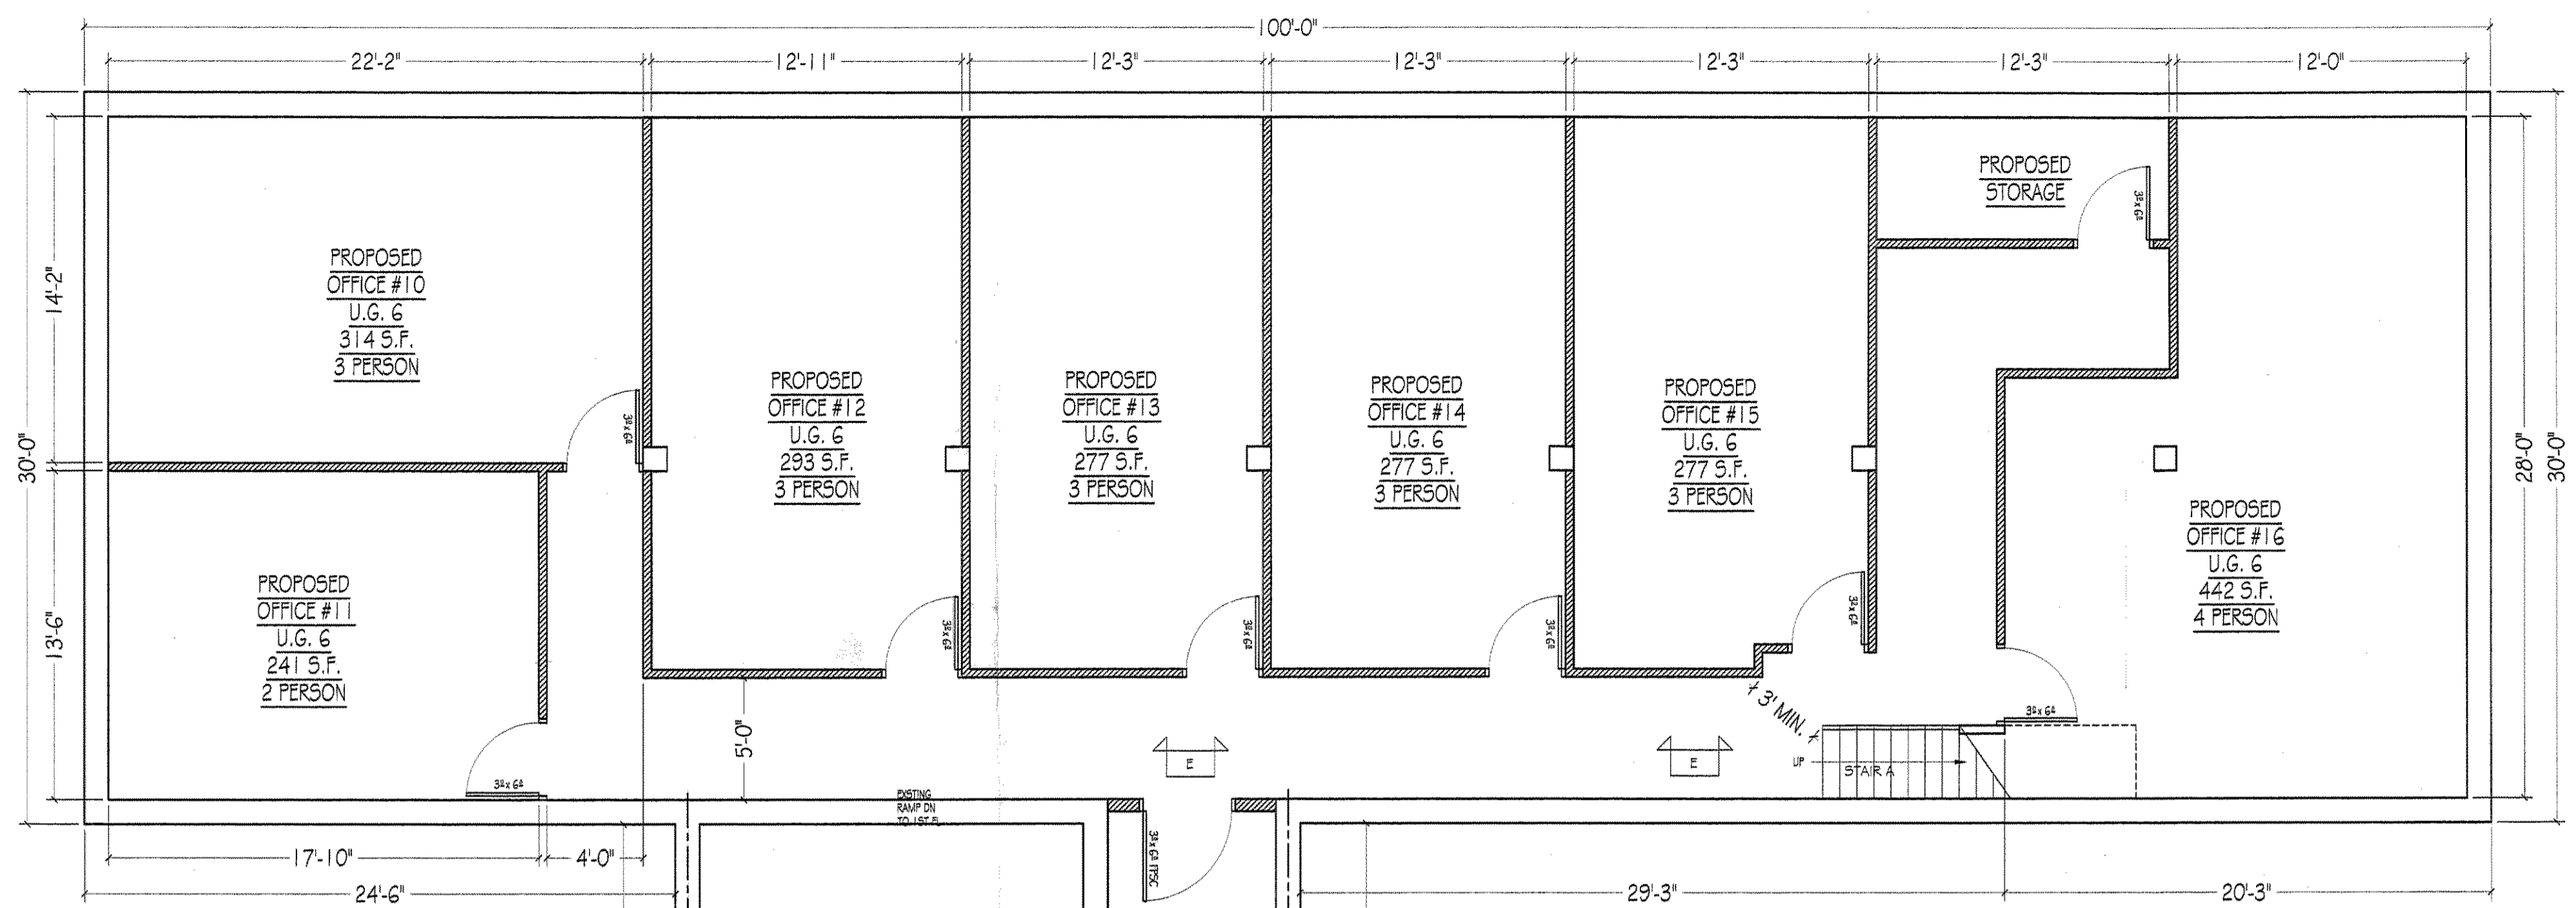 100'-0"
22'-2"
12'-11"
12'-3"
12'-3"
12'-3"
12'-3"
12'-0"
30'-0"
14'-2"
13'-6"
28'-0"
30'-0"
PROPOSED
OFFICE #10
U.G. 6
314 S.F.
3 PERSON
PROPOSED
OFFICE #11
U.G. 6
241 S.F.
2 PERSON
PROPOSED
OFFICE #12
U.G. 6
293 S.F.
3 PERSON
PROPOSED
OFFICE #13
U.G. 6
277 S.F.
3 PERSON
PROPOSED
OFFICE #14
U.G. 6
277 S.F.
3 PERSON
PROPOSED
OFFICE #15
U.G. 6
277 S.F.
3 PERSON
PROPOSED
STORAGE
PROPOSED
OFFICE #16
U.G. 6
442 S.F.
4 PERSON
5'-0"
3' MIN.
E
E
UP
STAIR A
EXISTING
RAMP DN
TO 1ST FL
17'-10"
4'-0"
24'-6"
29'-3"
20'-3"